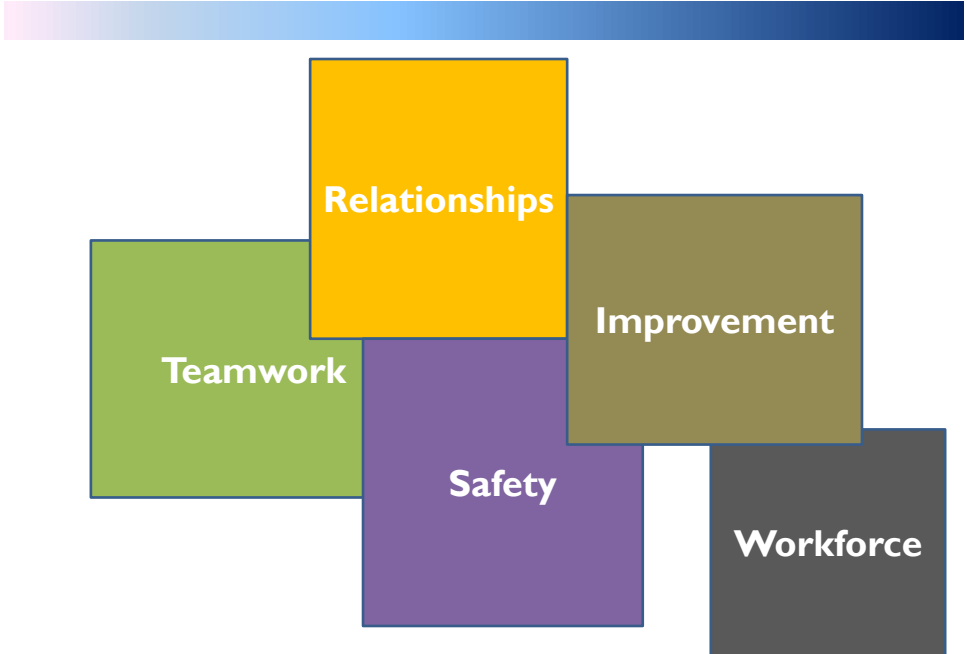 Relationships
Improvement
Teamwork
Safety
Workforce